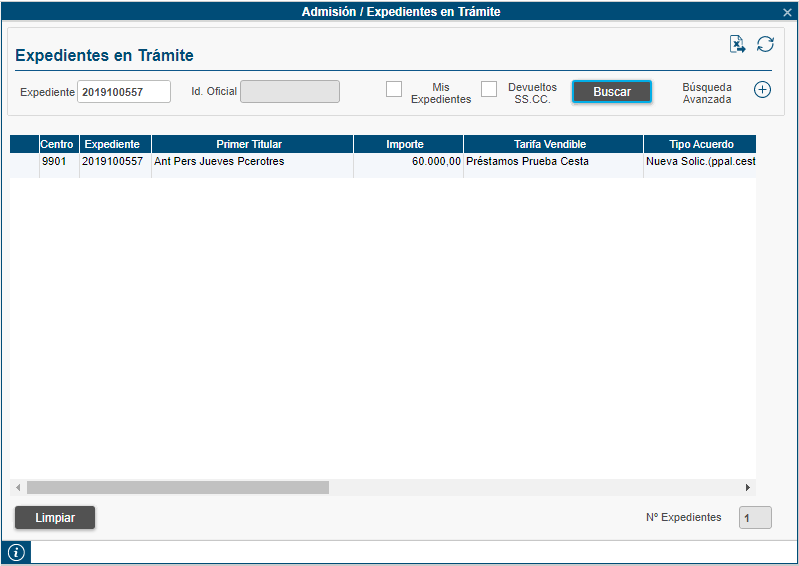 Admisión / Expedientes en Trámite
Expedientes en Trámite
Expediente 2019100557 Id. Oficial Mis Expedientes Devueltos SS.CC. Buscar Búsqueda Avanzada
Centro Expediente Primer Titular Importe Tarifa Vendible Tipo Acuerdo
9901 2019100557 Ant Pers Jueves Pcerotres 60.000,00 Préstamos Prueba Cesta Nueva Solic.(ppal.cest
Limpiar Nº Expedientes 1